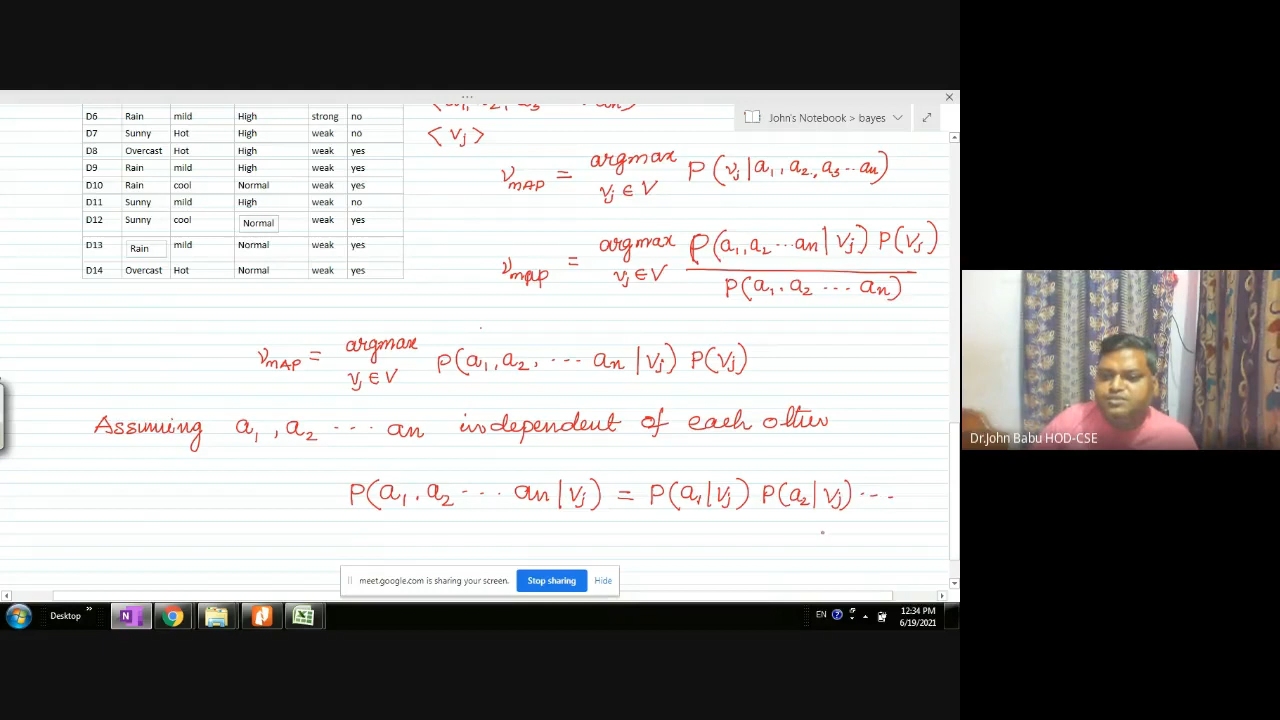 John's Notebook > bayes
D6 Rain mild High strong no
D7 Sunny Hot High weak no
D8 Overcast Hot High weak yes
D9 Rain mild High weak yes
D10 Rain cool Normal weak yes
D11 Sunny mild High weak no
D12 Sunny cool Normal weak yes
D13 Rain mild Normal weak yes
D14 Overcast Hot Normal weak yes
⟨vj⟩
vMAP = argmax vj ∈ V P(vj | a1, a2, a3 ... an)
vmap = argmax vj ∈ V P(a1, a2 ... an | vj) P(vj)
P(a1, a2 ... an)
vMAP = argmax vj ∈ V P(a1, a2, ... an | vj) P(vj)
Assuming a1, a2 ... an independent of each other
P(a1, a2 ... an | vj) = P(a1 | vj) P(a2 | vj) ...
Dr.John Babu HOD-CSE
meet.google.com is sharing your screen. Stop sharing Hide
Desktop EN 12:34 PM
6/19/2021